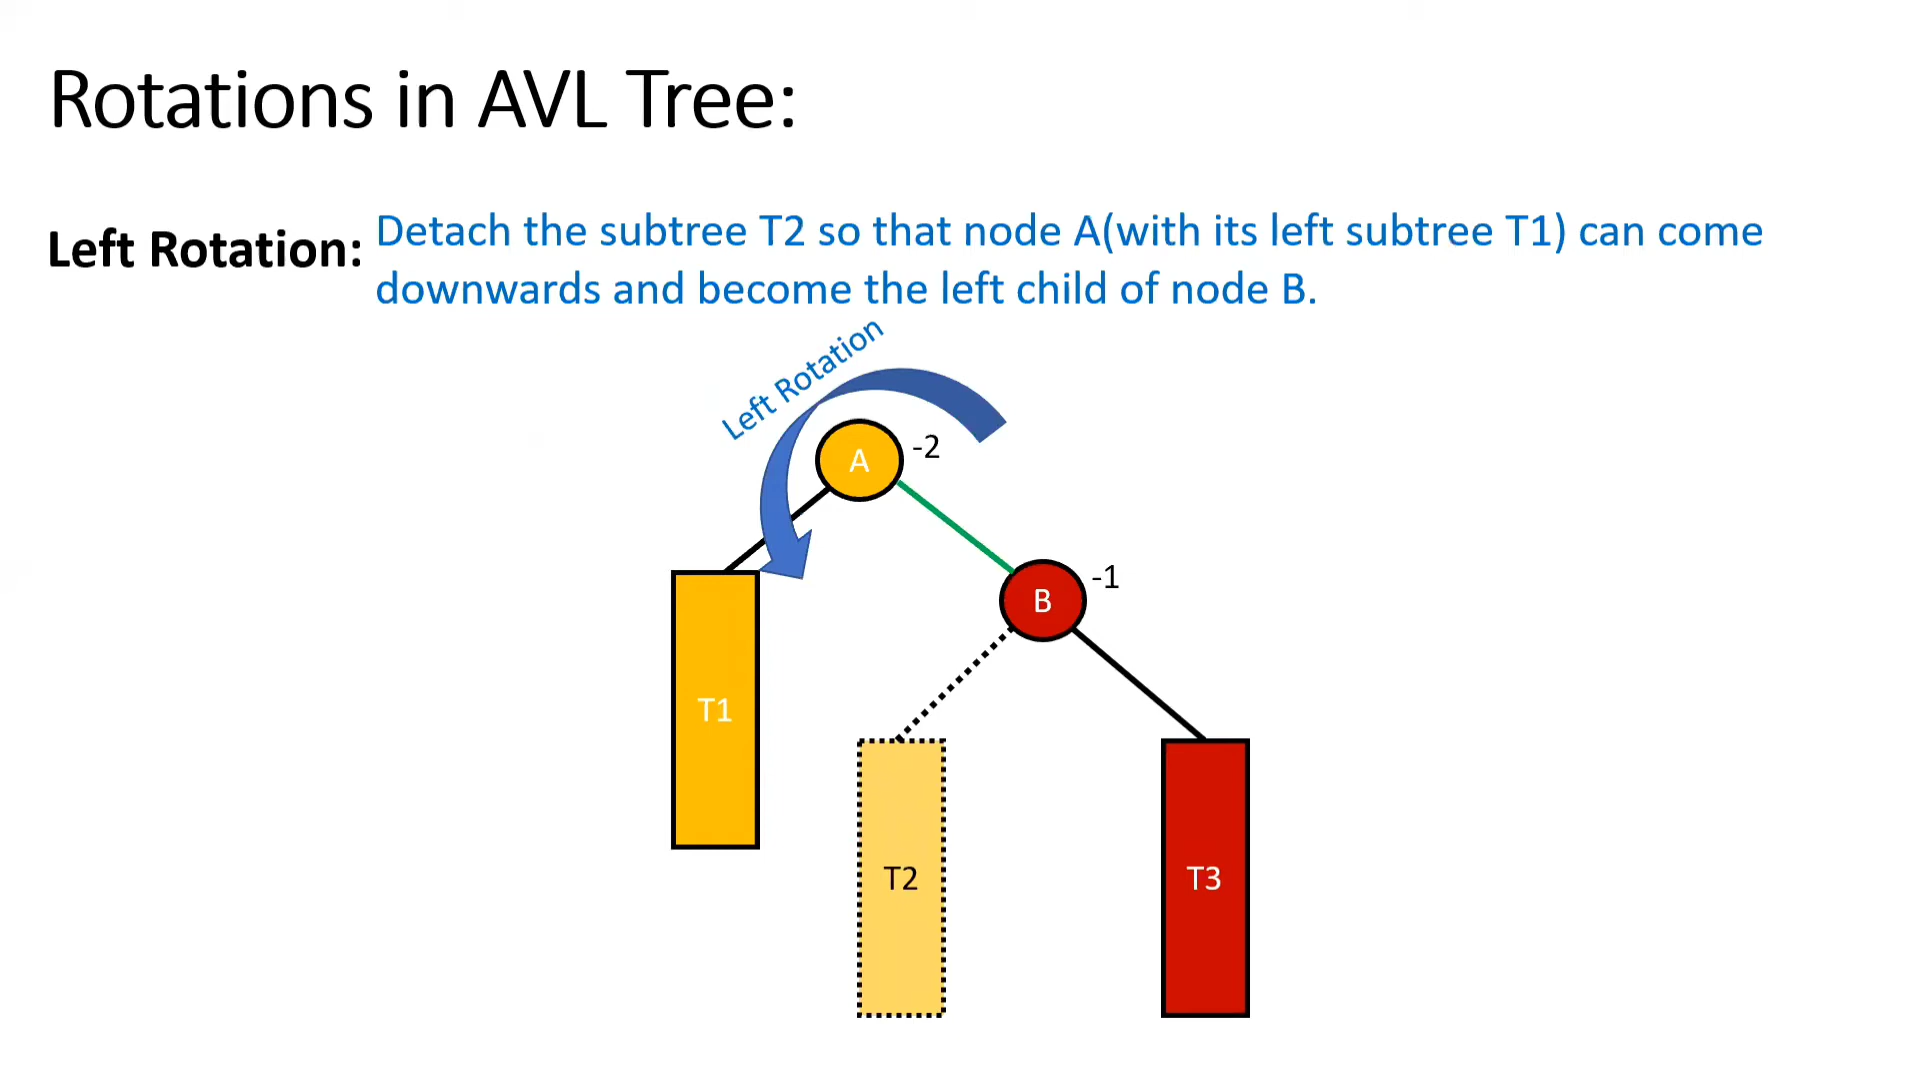 Rotations in AVL Tree:
Left Rotation:
Detach the subtree T2 so that node A(with its left subtree T1) can come
downwards and become the left child of node B.
Left Rotation
A
-2
B
-1
T1
T2
T3